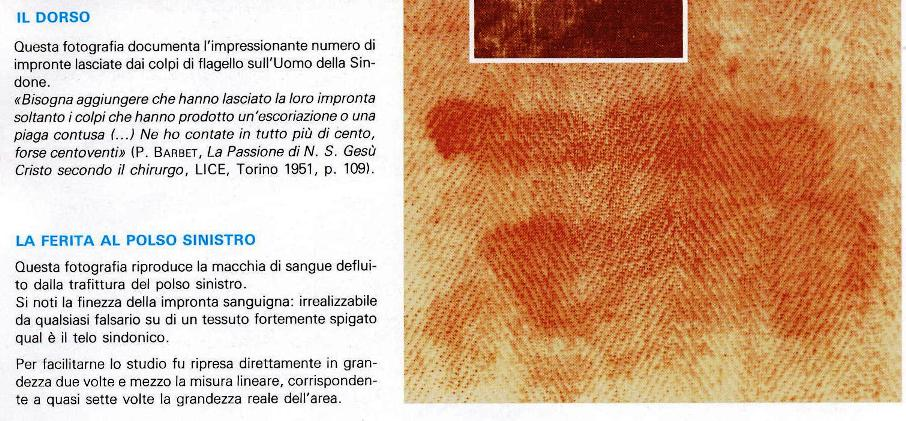 IL DORSO
Questa fotografia documenta l'impressionante numero di
impronte lasciate dai colpi di flagello sull'Uomo della Sin-
done.
«Bisogna aggiungere che hanno lasciato la loro impronta
soltanto i colpi che hanno prodotto un'escoriazione o una
piaga contusa (...) Ne ho contate in tutto più di cento,
forse centoventi» (P. BARBET, La Passione di N. S. Gesù
Cristo secondo il chirurgo, LICE, Torino 1951, p. 109).
LA FERITA AL POLSO SINISTRO
Questa fotografia riproduce la macchia di sangue deflui-
to dalla trafittura del polso sinistro.
Si noti la finezza della impronta sanguigna: irrealizzabile
da qualsiasi falsario su di un tessuto fortemente spigato
qual è il telo sindonico.
Per facilitarne lo studio fu ripresa direttamente in gran-
dezza due volte e mezzo la misura lineare, corrisponden-
te a quasi sette volte la grandezza reale dell'area.